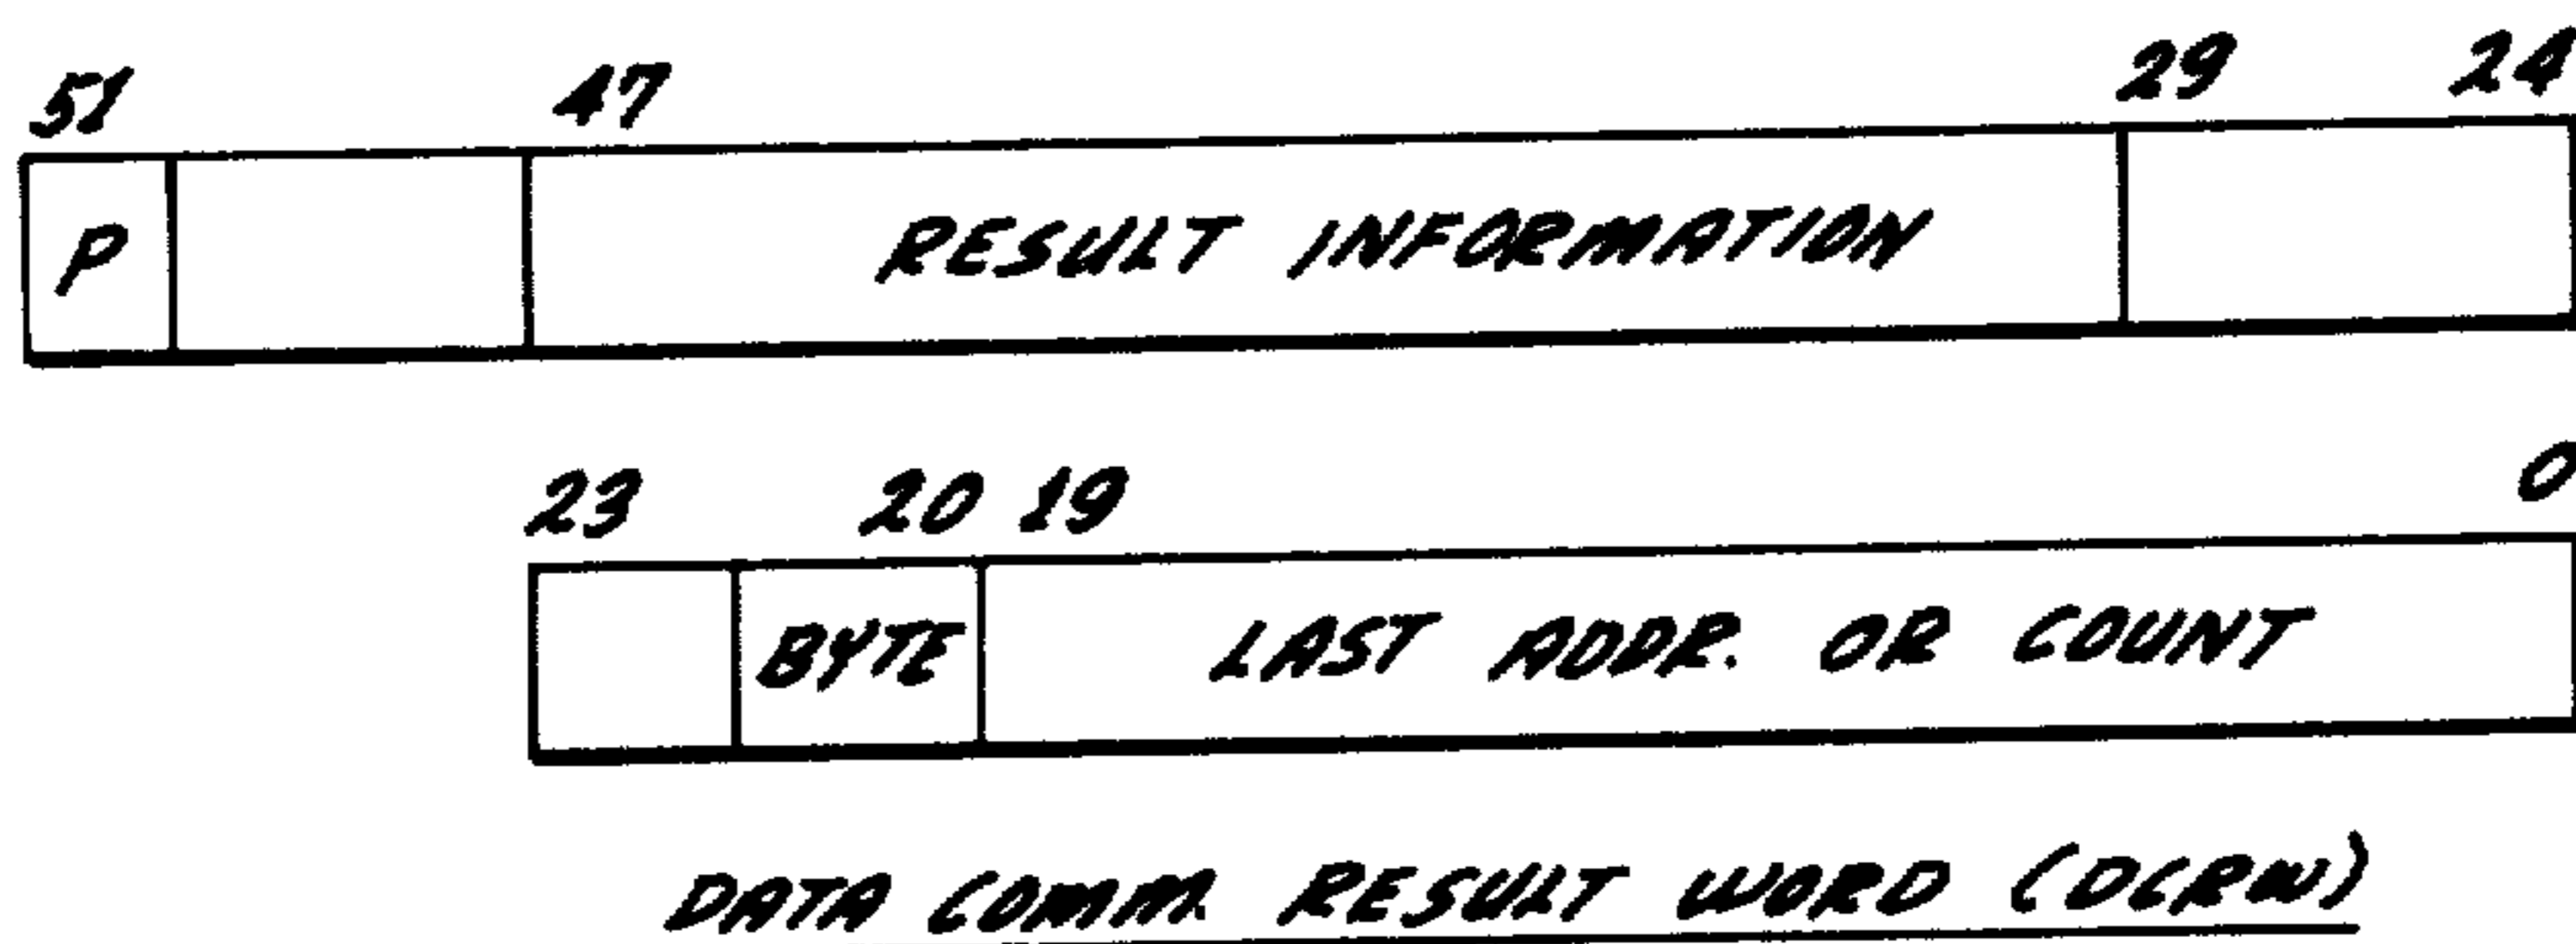 51 47 29 24
P RESULT INFORMATION
23 20 19 0
BYTE LAST ADDR. OR COUNT
DATA COMM. RESULT WORD (DCRW)